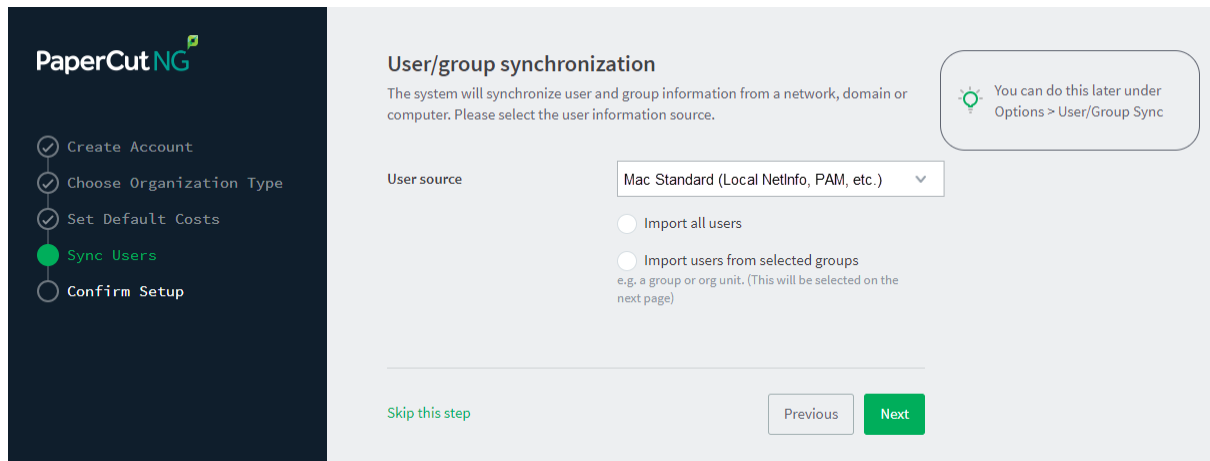 PaperCut NG
Create Account
Choose Organization Type
Set Default Costs
Sync Users
Confirm Setup
User/group synchronization
The system will synchronize user and group information from a network, domain or
computer. Please select the user information source.
User source
Mac Standard (Local NetInfo, PAM, etc.)
Import all users
Import users from selected groups
e.g. a group or org unit. (This will be selected on the
next page)
Skip this step
Previous
Next
You can do this later under
Options > User/Group Sync